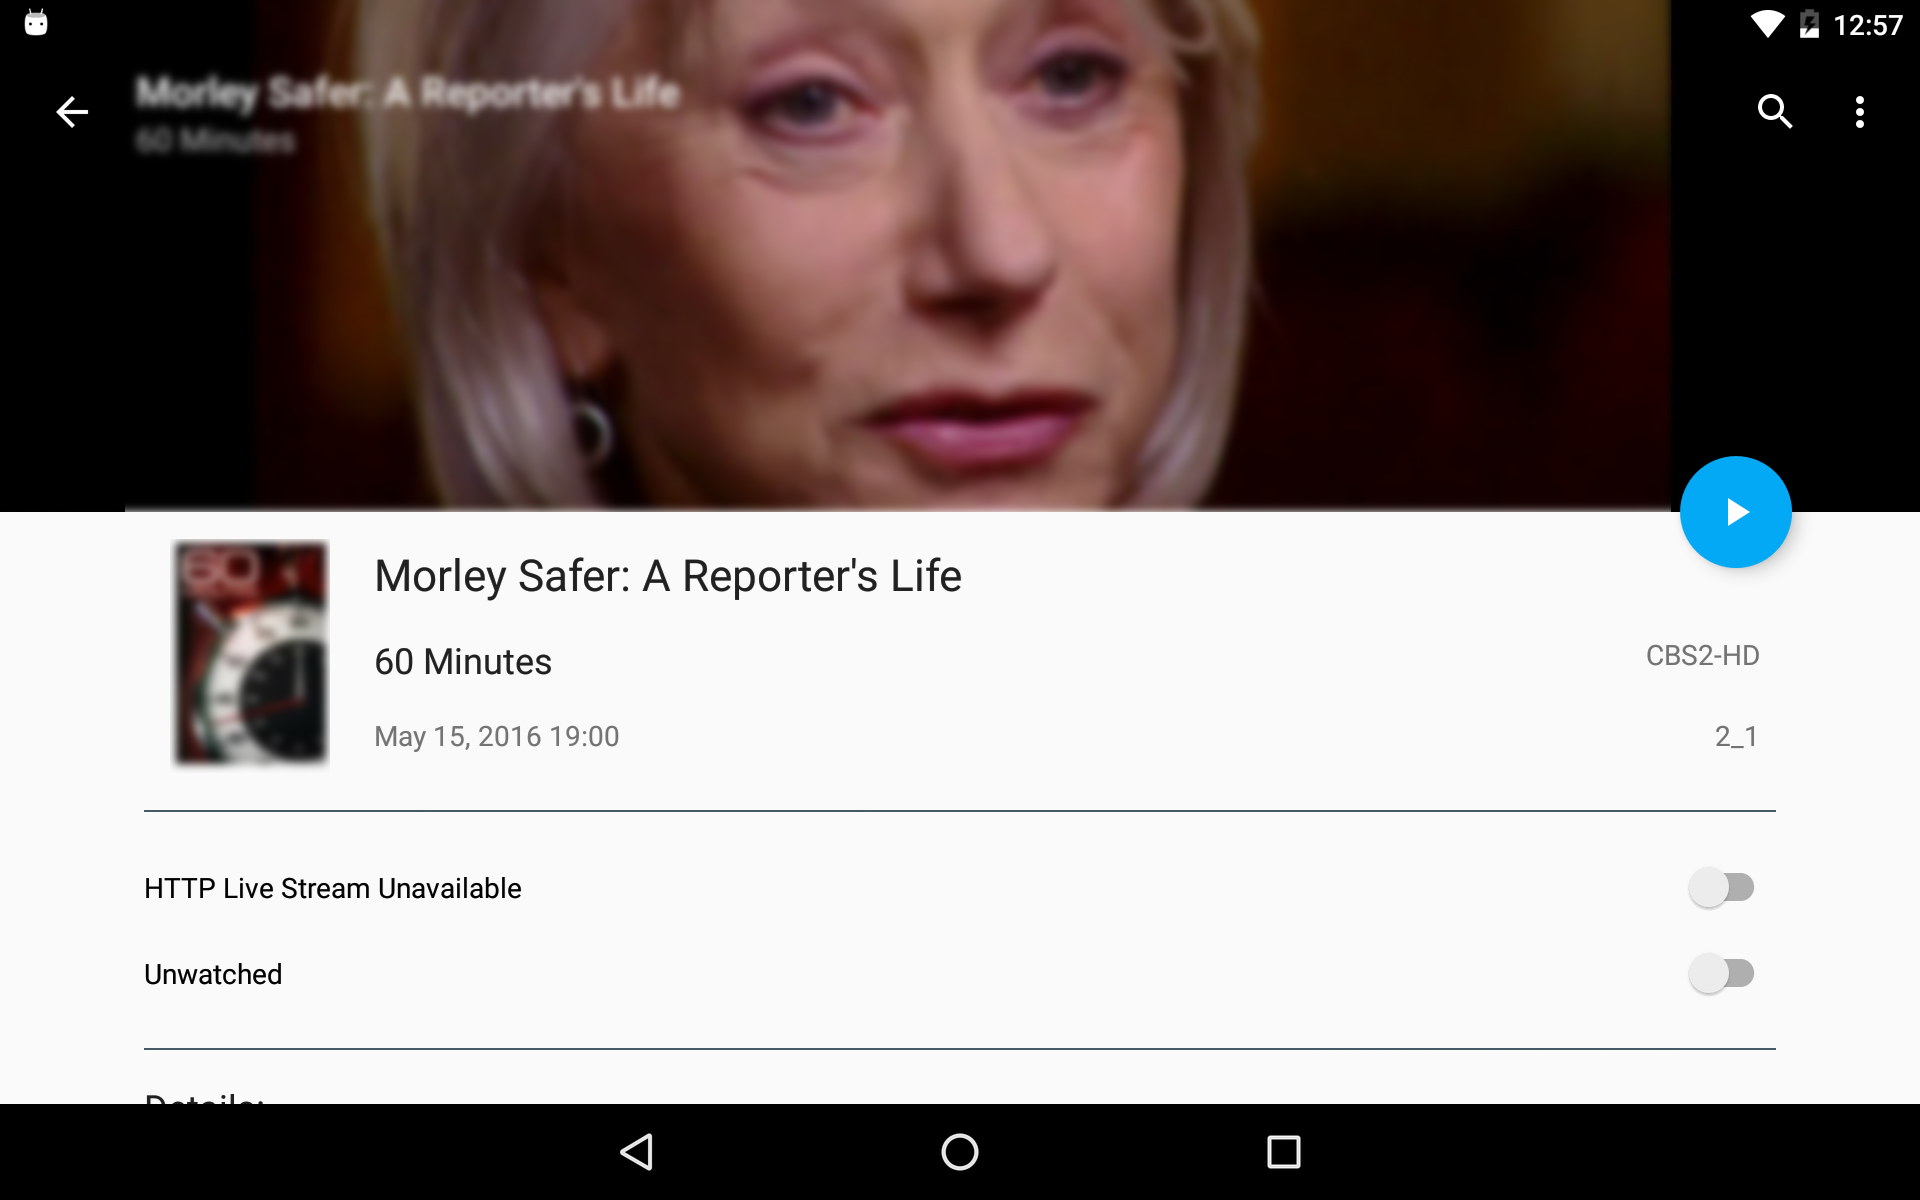 12:57
Morley Safer: A Reporter's Life
60 Minutes
60
Morley Safer: A Reporter's Life
60 Minutes
CBS2-HD
May 15, 2016 19:00
2_1
HTTP Live Stream Unavailable
Unwatched
Details: